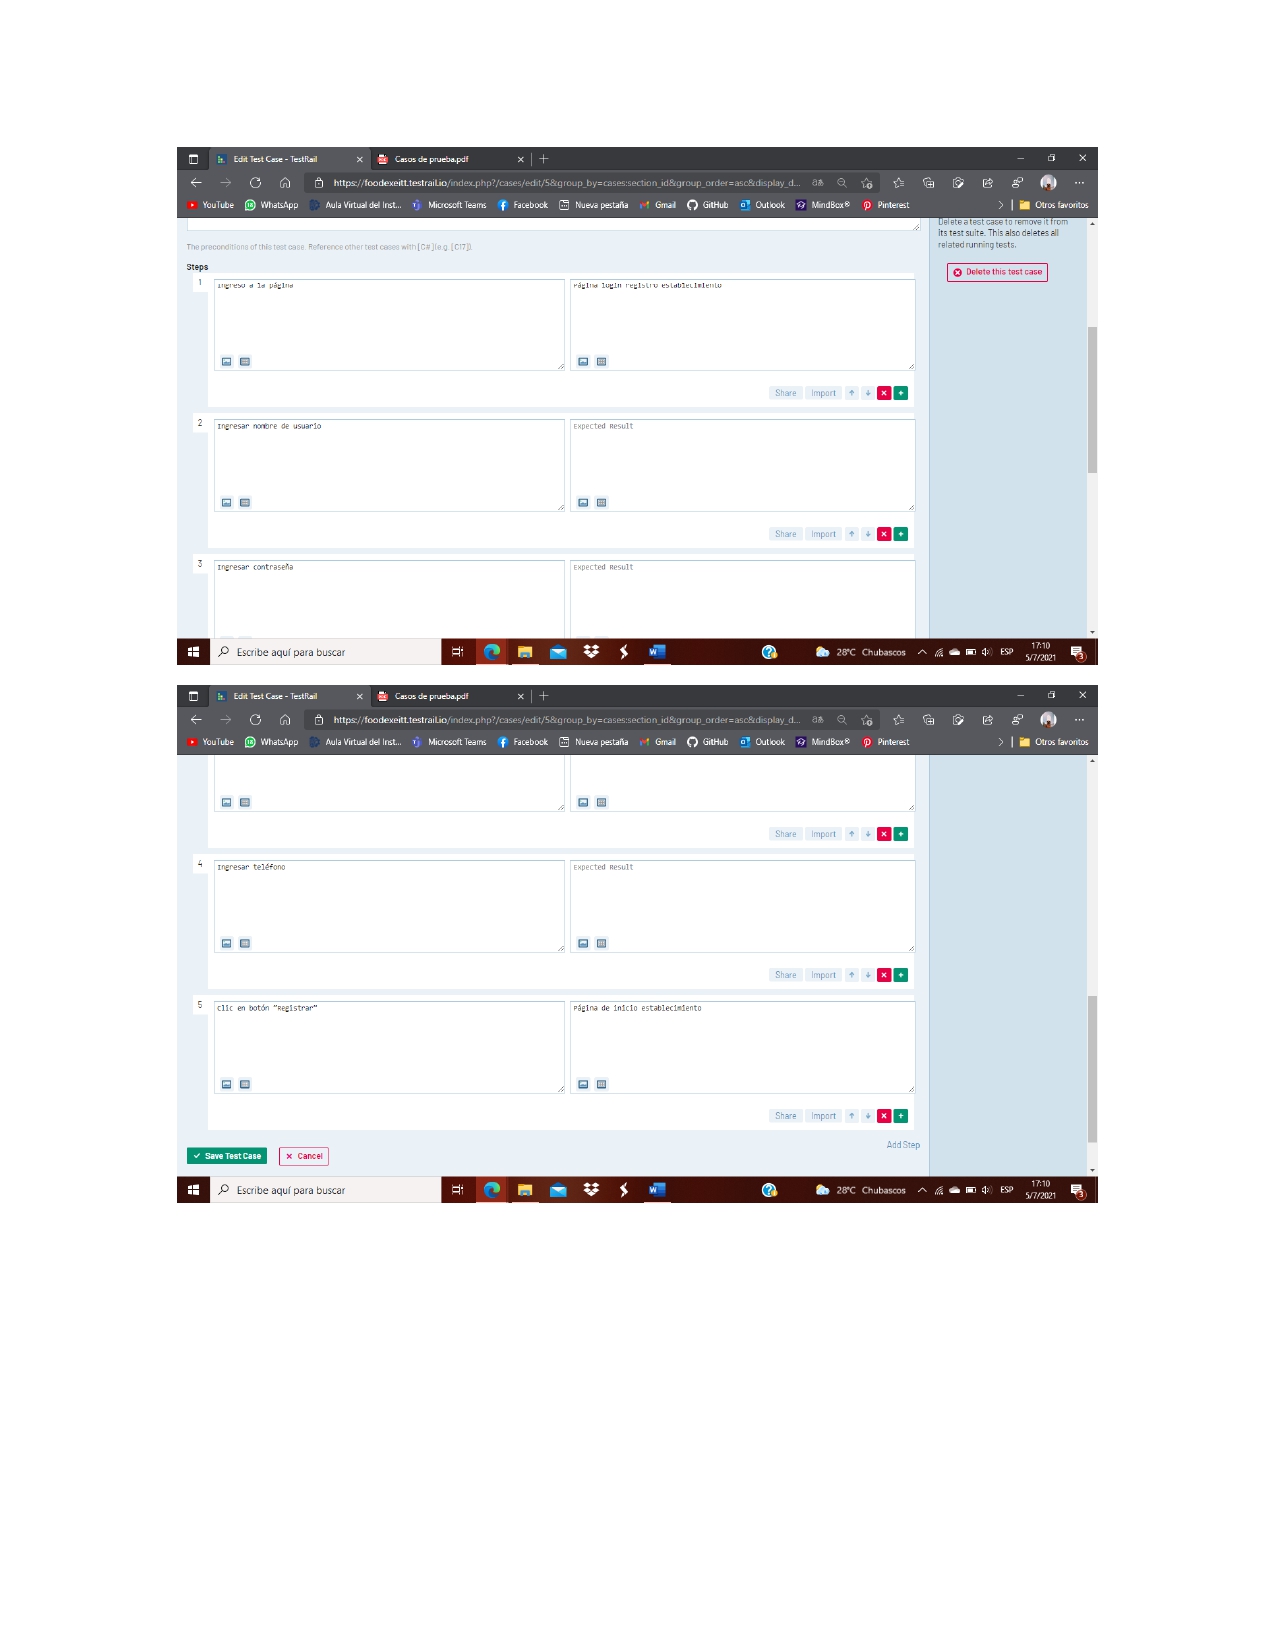 Edit Test Case - TestRail
Casos de prueba.pdf
https://foodexeitt.testrail.io/index.php?/cases/edit/5&group_by=cases:section_id&group_order=asc&display_d...
YouTube WhatsApp Aula Virtual del Inst... Microsoft Teams Facebook Nueva pestaña Gmail GitHub Outlook MindBox® Pinterest Otros favoritos
Delete a test case to remove it from
its test suite. This also deletes all
related running tests.
Delete this test case
The preconditions of this test case. Reference other test cases with [C#] (e.g. [C17]).
Steps
1
Ingreso a la página
Página login registro establecimiento
Share Import
2
Ingresar nombre de usuario
Expected Result
Share Import
3
Ingresar contraseña
Expected Result
Escribe aquí para buscar
28°C Chubascos
ESP
17:10
5/7/2021
3
Edit Test Case - TestRail
Casos de prueba.pdf
https://foodexeitt.testrail.io/index.php?/cases/edit/5&group_by=cases:section_id&group_order=asc&display_d...
YouTube WhatsApp Aula Virtual del Inst... Microsoft Teams Facebook Nueva pestaña Gmail GitHub Outlook MindBox® Pinterest Otros favoritos
Share Import
4
Ingresar teléfono
Expected Result
Share Import
5
Clic en botón “Registrar”
Página de inicio establecimiento
Share Import
Add Step
Save Test Case
Cancel
Escribe aquí para buscar
28°C Chubascos
ESP
17:10
5/7/2021
3